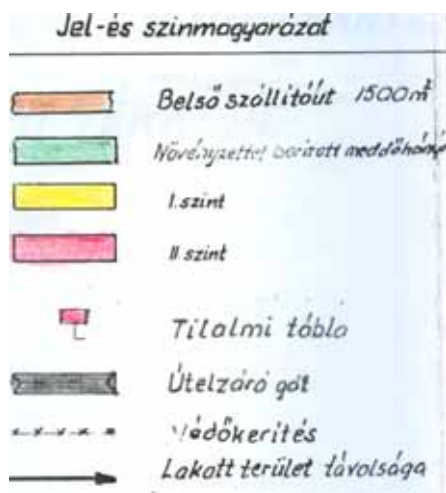 Jel-és szinmagyarázat
Belső szállítóút 1500m²
Növényzettel borított meddőhányó
I. szint
II. szint
Tilalmi tábla
Útelzáró gát
Védőkerítés
Lakott terület távolsága